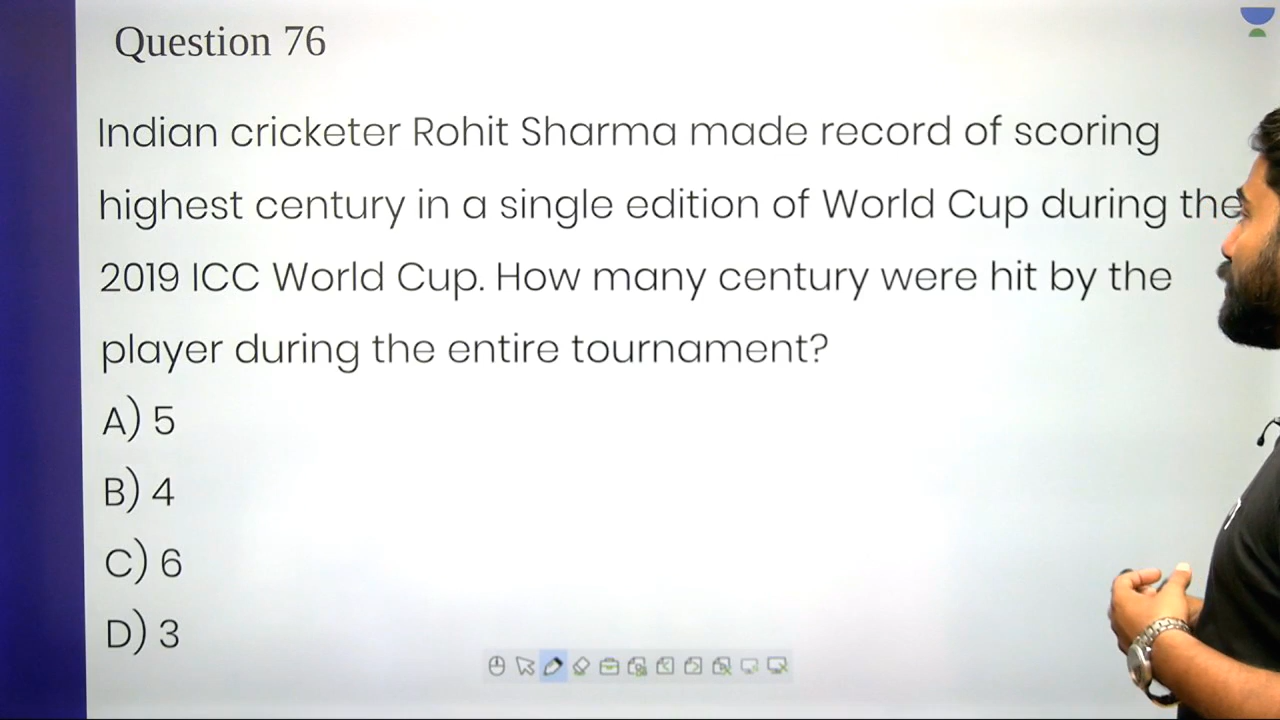 Question 76
Indian cricketer Rohit Sharma made record of scoring
highest century in a single edition of World Cup during the
2019 ICC World Cup. How many century were hit by the
player during the entire tournament?
A) 5
B) 4
C) 6
D) 3